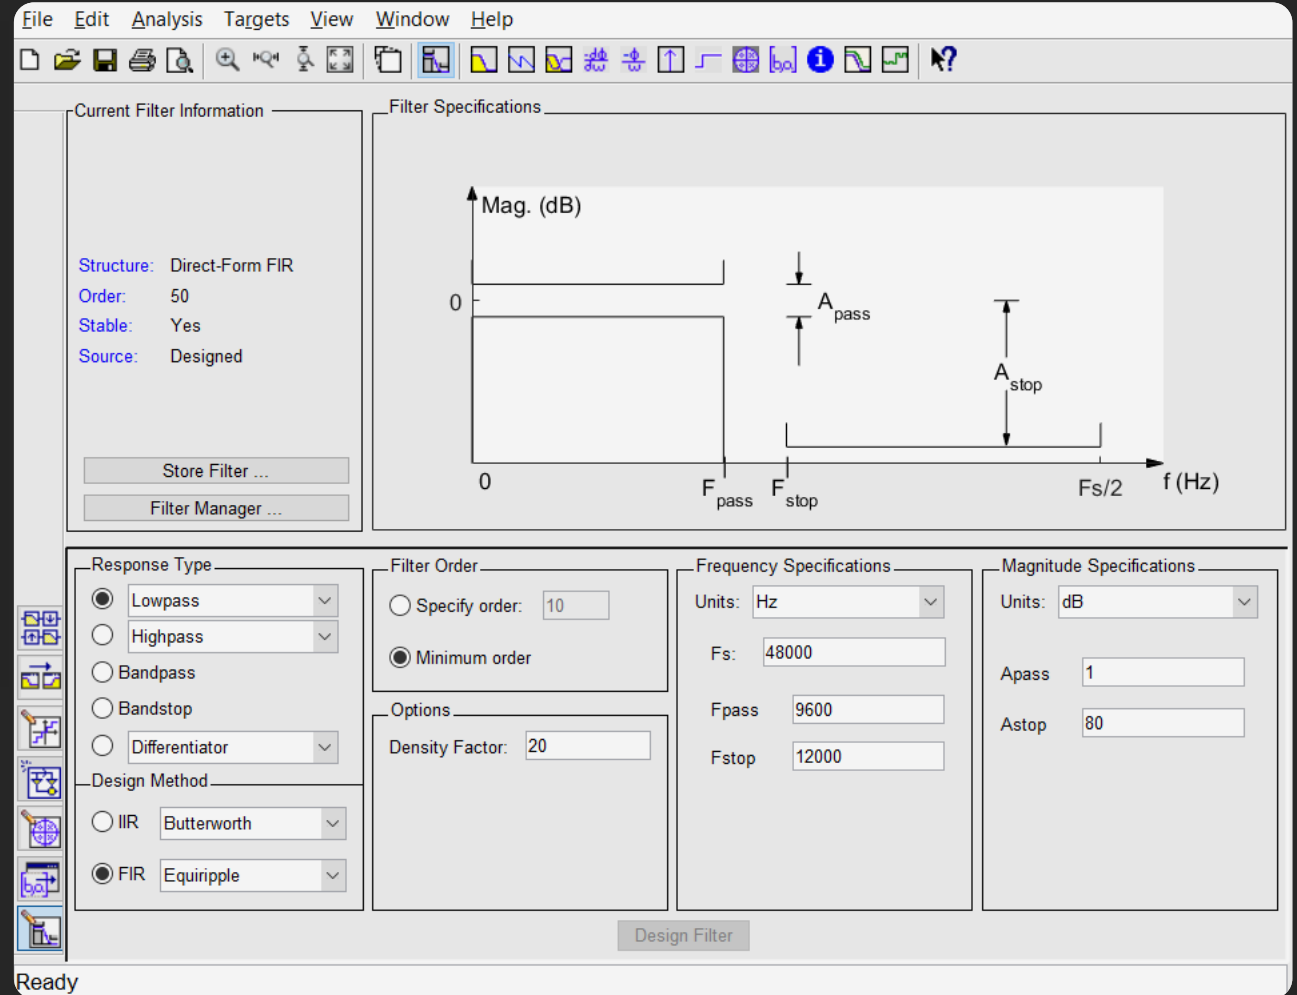 File Edit Analysis Targets View Window Help
Current Filter Information
Structure: Direct-Form FIR
Order: 50
Stable: Yes
Source: Designed
Store Filter ...
Filter Manager ...
Filter Specifications
Mag. (dB)
0
A pass
A stop
0
F pass
F stop
Fs/2
f (Hz)
Response Type
Lowpass
Highpass
Bandpass
Bandstop
Differentiator
Design Method
IIR Butterworth
FIR Equiripple
Filter Order
Specify order: 10
Minimum order
Options
Density Factor: 20
Frequency Specifications
Units: Hz
Fs: 48000
Fpass 9600
Fstop 12000
Magnitude Specifications
Units: dB
Apass 1
Astop 80
Design Filter
Ready